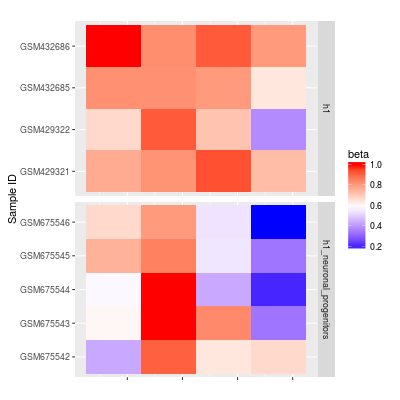 Sample ID
GSM432686
GSM432685
GSM429322
GSM429321
h1
GSM675546
GSM675545
GSM675544
GSM675543
GSM675542
h1_neuronal_progenitors
beta
1.0
0.8
0.6
0.4
0.2